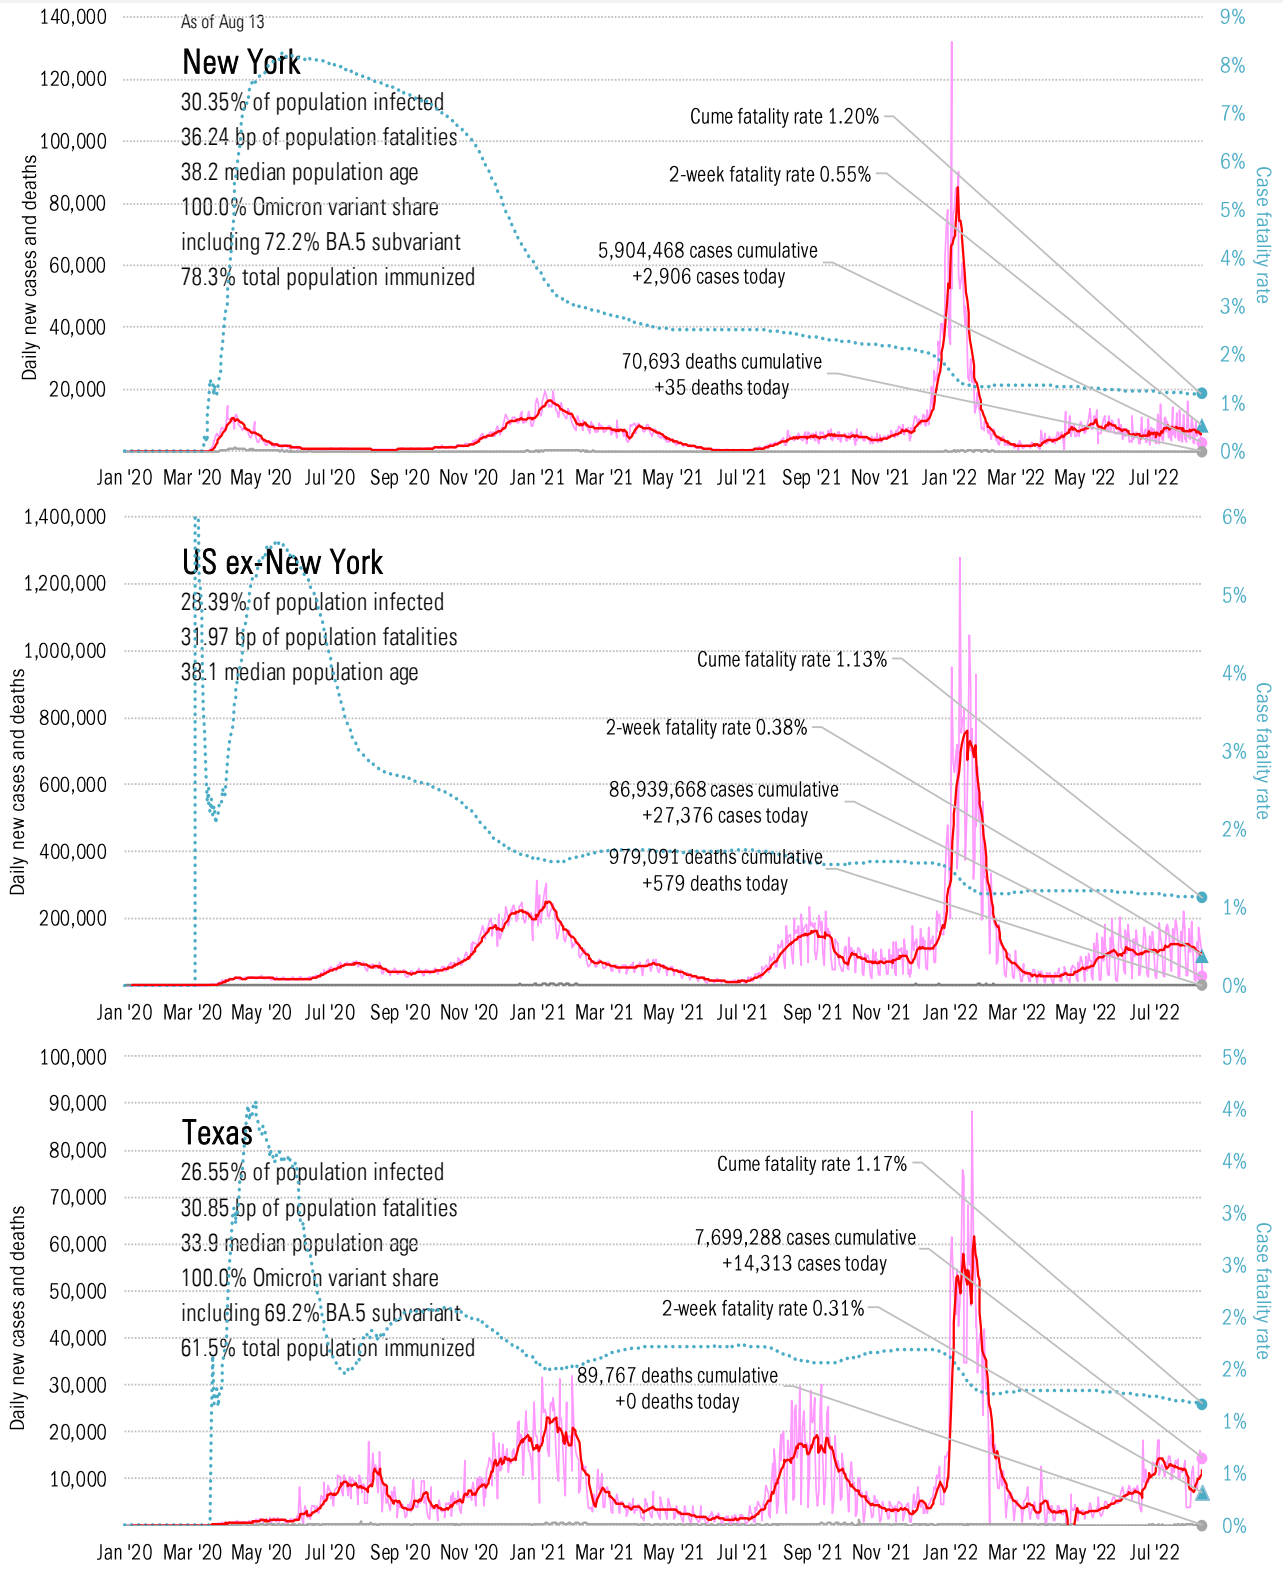 140,000
As of Aug 13
9%
New York
120,000
8%
30.35% of population infected
Cume fatality rate 1.20%
7%
36.24 bp of population fatalities
100,000
6%
38.2 median population age
2-week fatality rate 0.55%
80,000
100.0% Omicron variant share
5%
including 72.2% BA.5 subvariant
5,904,468 cases cumulative
4%
60,000
78.3% total population immunized
+2,906 cases today
3%
40,000
70,693 deaths cumulative
2%
20,000
+35 deaths today
1%
0%
Daily new cases and deaths
Case fatality rate
Jan '20 Mar '20 May '20 Jul '20 Sep '20 Nov '20 Jan '21 Mar '21 May '21 Jul '21 Sep '21 Nov '21 Jan '22 Mar '22 May '22 Jul '22
1,400,000
6%
US ex-New York
1,200,000
5%
28.39% of population infected
31.97 bp of population fatalities
1,000,000
Cume fatality rate 1.13%
4%
38.1 median population age
800,000
2-week fatality rate 0.38%
3%
600,000
86,939,668 cases cumulative
+27,376 cases today
2%
400,000
979,091 deaths cumulative
+579 deaths today
1%
200,000
0%
Daily new cases and deaths
Case fatality rate
Jan '20 Mar '20 May '20 Jul '20 Sep '20 Nov '20 Jan '21 Mar '21 May '21 Jul '21 Sep '21 Nov '21 Jan '22 Mar '22 May '22 Jul '22
100,000
5%
90,000
4%
Texas
80,000
4%
26.55% of population infected
Cume fatality rate 1.17%
70,000
30.85 bp of population fatalities
3%
60,000
33.9 median population age
7,699,288 cases cumulative
+14,313 cases today
3%
50,000
100.0% Omicron variant share
including 69.2% BA.5 subvariant
2-week fatality rate 0.31%
2%
40,000
61.5% total population immunized
2%
30,000
89,767 deaths cumulative
+0 deaths today
1%
20,000
1%
10,000
0%
Daily new cases and deaths
Case fatality rate
Jan '20 Mar '20 May '20 Jul '20 Sep '20 Nov '20 Jan '21 Mar '21 May '21 Jul '21 Sep '21 Nov '21 Jan '22 Mar '22 May '22 Jul '22